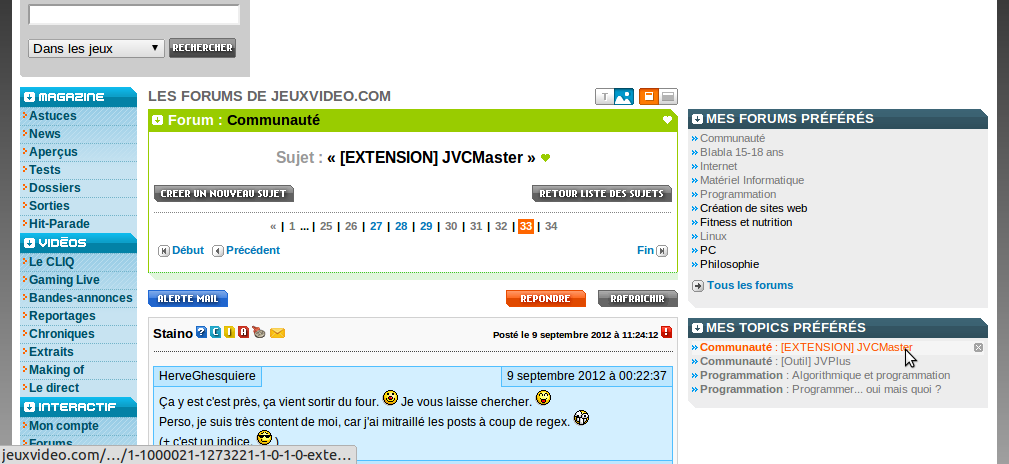 Dans les jeux
RECHERCHER
MAGAZINE
Astuces
News
Aperçus
Tests
Dossiers
Sorties
Hit-Parade
VIDÉOS
Le CLIQ
Gaming Live
Bandes-annonces
Reportages
Chroniques
Extraits
Making of
Le direct
INTERACTIF
Mon compte
Forums
LES FORUMS DE JEUXVIDEO.COM
T
Forum : Communauté
Sujet : « [EXTENSION] JVCMaster »
CREER UN NOUVEAU SUJET
RETOUR LISTE DES SUJETS
« | 1 ... | 25 | 26 | 27 | 28 | 29 | 30 | 31 | 32 | 33 | 34
Début Précédent Fin
ALERTE MAIL
REPONDRE
RAFRAICHIR
Staino ? C I A Posté le 9 septembre 2012 à 11:24:12 !
HerveGhesquiere 9 septembre 2012 à 00:22:37
Ça y est c'est près, ça vient sortir du four. Je vous laisse chercher.
Perso, je suis très content de moi, car j'ai mitraillé les posts à coup de regex.
(+ c'est un indice. )
MES FORUMS PRÉFÉRÉS
Communauté
Blabla 15-18 ans
Internet
Matériel Informatique
Programmation
Création de sites web
Fitness et nutrition
Linux
PC
Philosophie
Tous les forums
MES TOPICS PRÉFÉRÉS
Communauté : [EXTENSION] JVCMaster
Communauté : [Outil] JVPlus
Programmation : Algorithmique et programmation
Programmation : Programmer... oui mais quoi ?
jeuxvideo.com/.../1-1000021-1273221-1-0-1-0-exte...